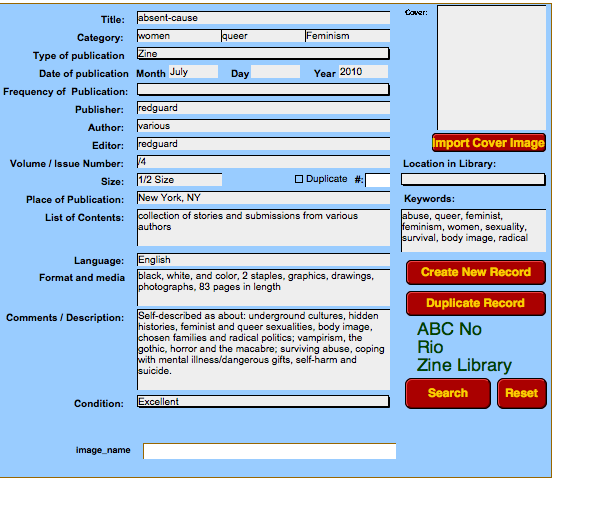 Title: absent-cause
Cover:
Category: women queer Feminism
Type of publication Zine
Date of publication Month July Day Year 2010
Frequency of Publication:
Publisher: redguard
Author: various
Editor: redguard
Import Cover Image
Volume / Issue Number: /4
Location in Library:
Size: 1/2 Size Duplicate #:
Place of Publication: New York, NY
Keywords:
List of Contents: collection of stories and submissions from various
authors
abuse, queer, feminist,
feminism, women, sexuality,
survival, body image, radical
Language: English
Format and media black, white, and color, 2 staples, graphics, drawings,
photographs, 83 pages in length
Create New Record
Duplicate Record
Comments / Description: Self-described as about: underground cultures, hidden
histories, feminist and queer sexualities, body image,
chosen families and radical politics; vampirism, the
gothic, horror and the macabre; surviving abuse, coping
with mental illness/dangerous gifts, self-harm and
suicide.
ABC No
Rio
Zine Library
Search Reset
Condition: Excellent
image_name